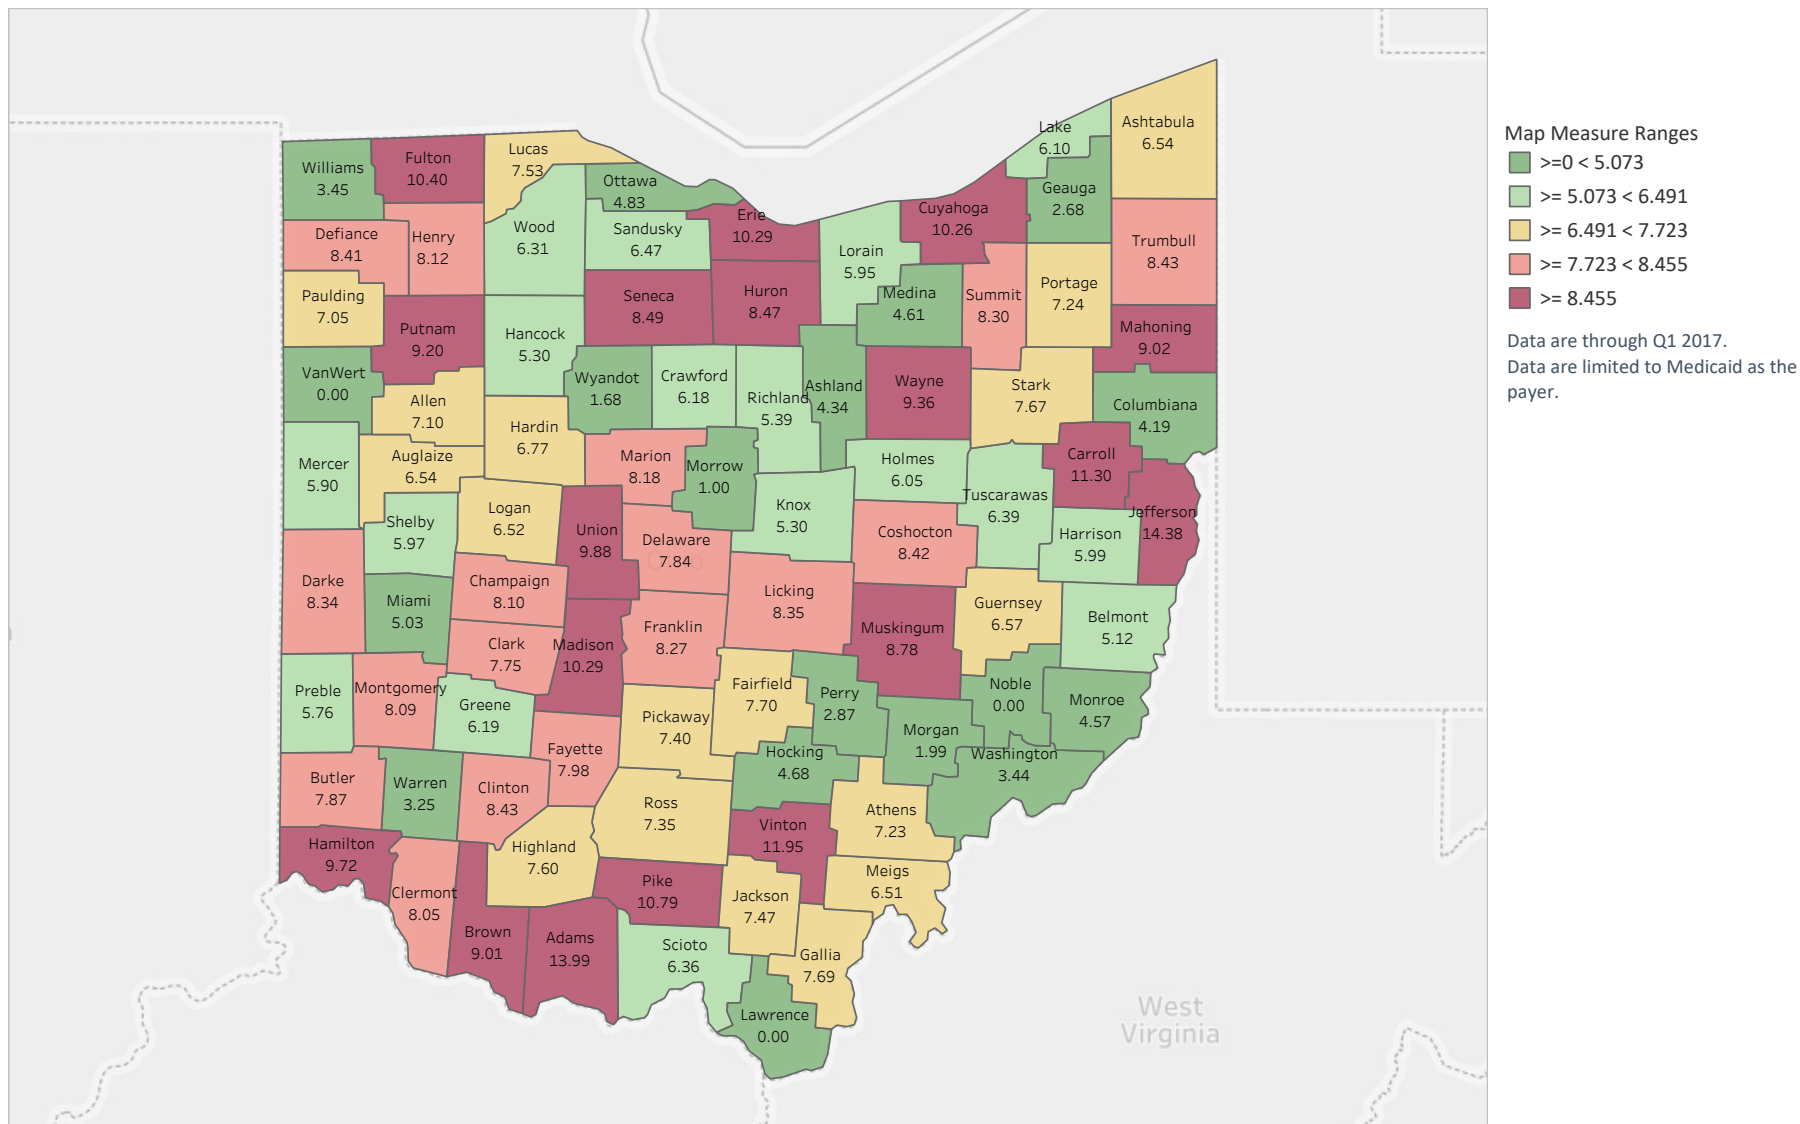 Lake
6.10
Ashtabula
6.54
Williams
3.45
Fulton
10.40
Lucas
7.53
Ottawa
4.83
Geauga
2.68
Cuyahoga
10.26
Erie
10.29
Defiance
8.41
Henry
8.12
Wood
6.31
Sandusky
6.47
Lorain
5.95
Trumbull
8.43
Paulding
7.05
Putnam
9.20
Hancock
5.30
Seneca
8.49
Huron
8.47
Medina
4.61
Summit
8.30
Portage
7.24
Mahoning
9.02
VanWert
0.00
Allen
7.10
Wyandot
1.68
Crawford
6.18
Richland
5.39
Ashland
4.34
Wayne
9.36
Stark
7.67
Columbiana
4.19
Mercer
5.90
Auglaize
6.54
Hardin
6.77
Marion
8.18
Morrow
1.00
Holmes
6.05
Carroll
11.30
Tuscarawas
6.39
Jefferson
14.38
Shelby
5.97
Logan
6.52
Union
9.88
Delaware
7.84
Knox
5.30
Coshocton
8.42
Harrison
5.99
Darke
8.34
Miami
5.03
Champaign
8.10
Licking
8.35
Guernsey
6.57
Belmont
5.12
Clark
7.75
Madison
10.29
Franklin
8.27
Muskingum
8.78
Preble
5.76
Montgomery
8.09
Greene
6.19
Fairfield
7.70
Perry
2.87
Noble
0.00
Monroe
4.57
Pickaway
7.40
Morgan
1.99
Washington
3.44
Butler
7.87
Warren
3.25
Clinton
8.43
Fayette
7.98
Hocking
4.68
Ross
7.35
Athens
7.23
Vinton
11.95
Hamilton
9.72
Highland
7.60
Clermont
8.05
Pike
10.79
Jackson
7.47
Meigs
6.51
Brown
9.01
Adams
13.99
Scioto
6.36
Gallia
7.69
Lawrence
0.00
West
Virginia
Map Measure Ranges
>=0 < 5.073
>= 5.073 < 6.491
>= 6.491 < 7.723
>= 7.723 < 8.455
>= 8.455
Data are through Q1 2017.
Data are limited to Medicaid as the
payer.